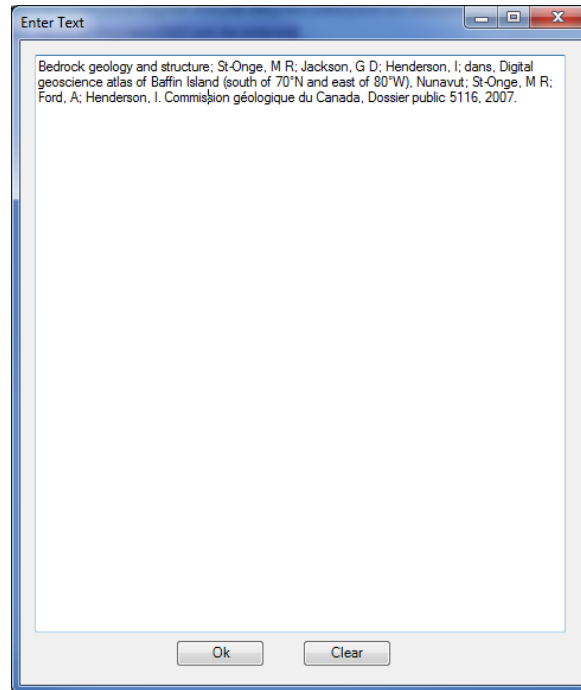 Enter Text
Bedrock geology and structure; St-Onge, M R; Jackson, G D; Henderson, I; dans, Digital
geoscience atlas of Baffin Island (south of 70°N and east of 80°W), Nunavut; St-Onge, M R;
Ford, A; Henderson, I. Commission géologique du Canada, Dossier public 5116, 2007.
Ok Clear